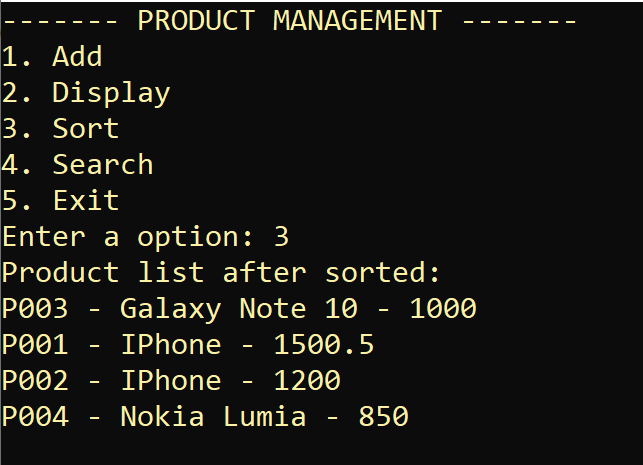 ------- PRODUCT MANAGEMENT -------
1. Add
2. Display
3. Sort
4. Search
5. Exit
Enter a option: 3
Product list after sorted:
P003 - Galaxy Note 10 - 1000
P001 - IPhone - 1500.5
P002 - IPhone - 1200
P004 - Nokia Lumia - 850